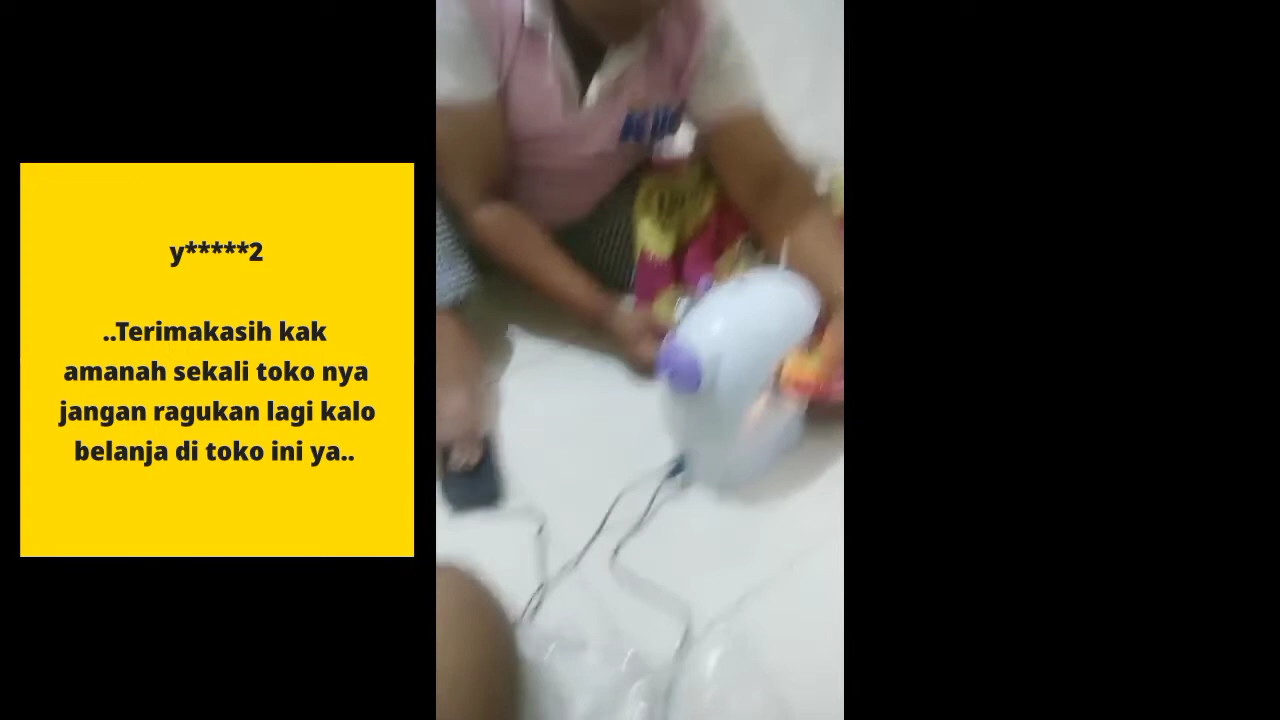 y*****2
..Terimakasih kak
amanah sekali toko nya
jangan ragukan lagi kalo
belanja di toko ini ya..